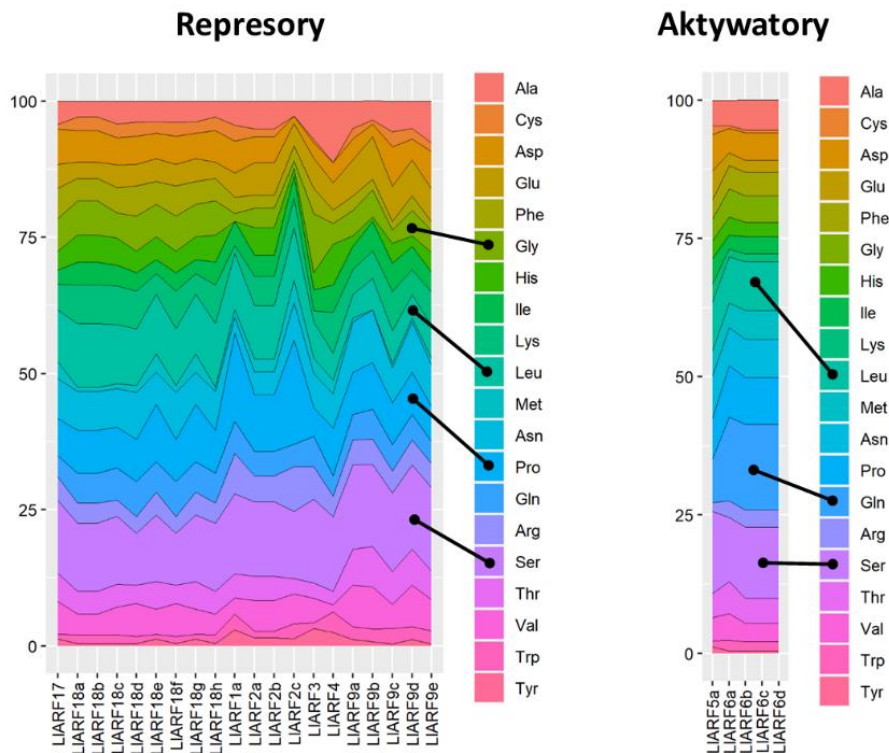 Represory
Aktywatory
100
75
50
25
0
Ala
Cys
Asp
Glu
Phe
Gly
His
Ile
Lys
Leu
Met
Asn
Pro
Gln
Arg
Ser
Thr
Val
Trp
Tyr
LlARF17
LlARF18a
LlARF18b
LlARF18c
LlARF18d
LlARF18e
LlARF18f
LlARF18g
LlARF18h
LlARF1a
LlARF2a
LlARF2b
LlARF2c
LlARF3
LlARF4
LlARF9a
LlARF9b
LlARF9c
LlARF9d
LlARF9e
100
75
50
25
0
Ala
Cys
Asp
Glu
Phe
Gly
His
Ile
Lys
Leu
Met
Asn
Pro
Gln
Arg
Ser
Thr
Val
Trp
Tyr
LlARF5a
LlARF6a
LlARF6b
LlARF6c
LlARF6d